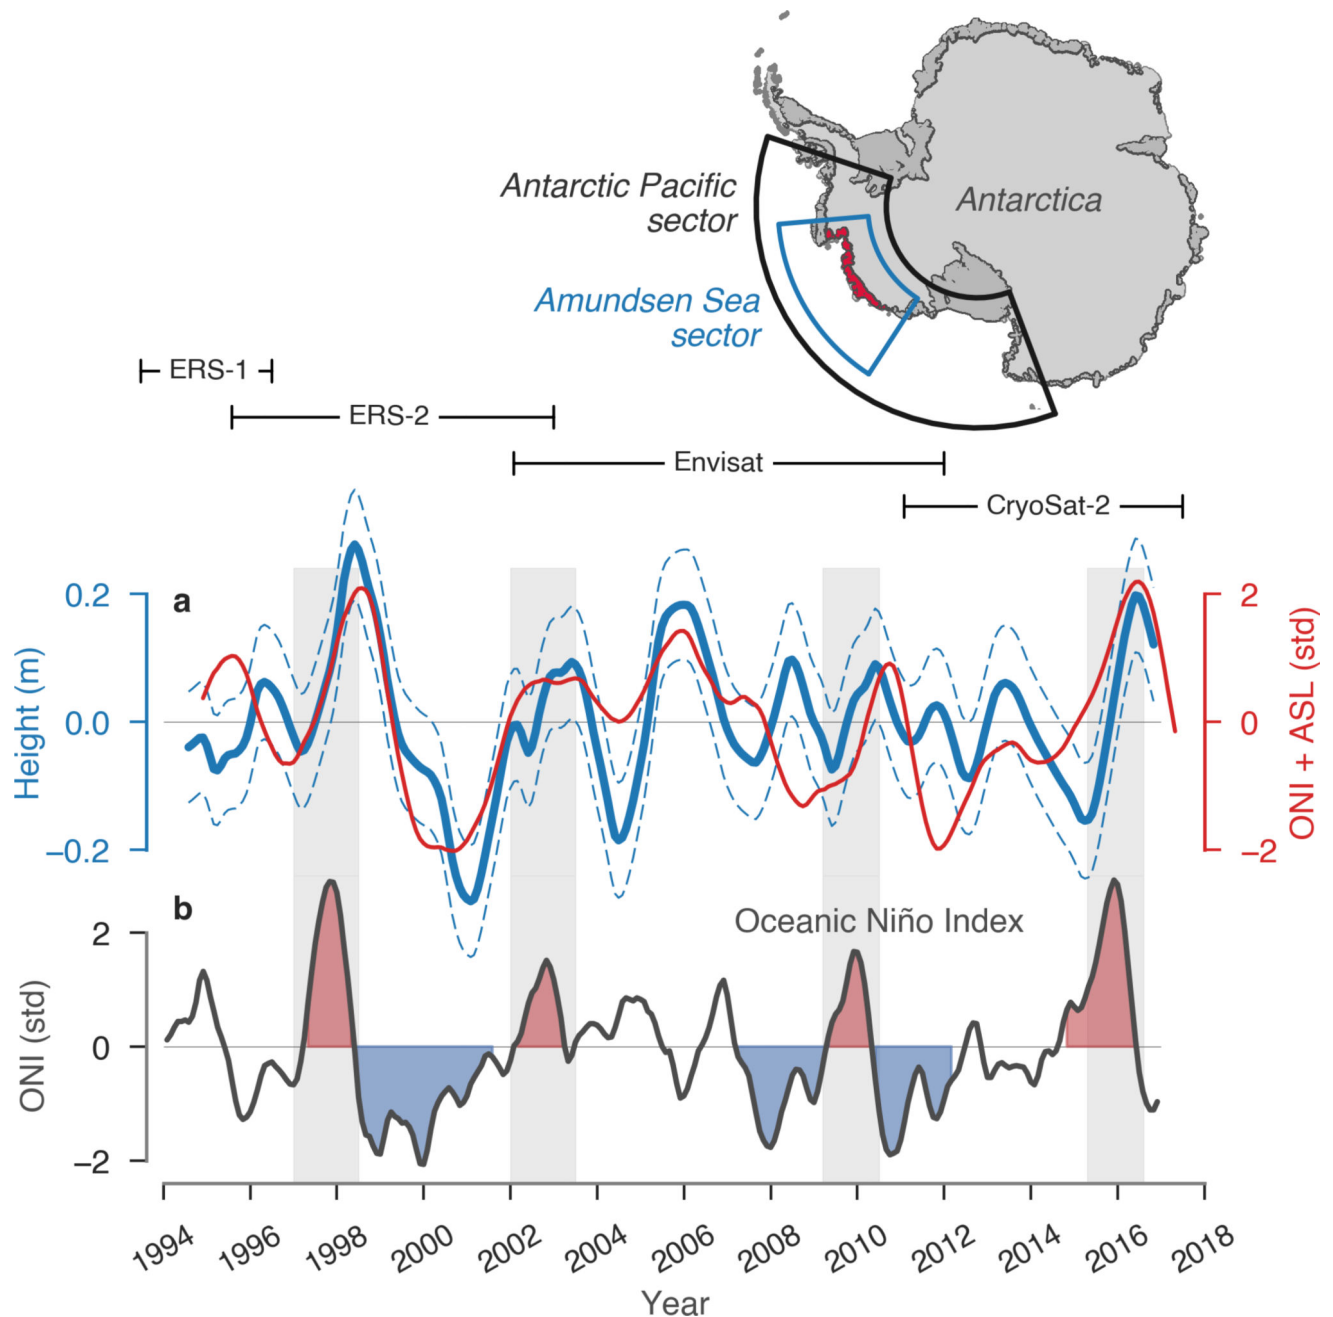 Antarctic Pacific
sector
Antarctica
Amundsen Sea
sector
ERS-1
ERS-2
Envisat
CryoSat-2
a
0.2
0.0
−0.2
Height (m)
2
0
−2
ONI + ASL (std)
b
Oceanic Niño Index
2
0
−2
ONI (std)
1994 1996 1998 2000 2002 2004 2006 2008 2010 2012 2014 2016 2018
Year